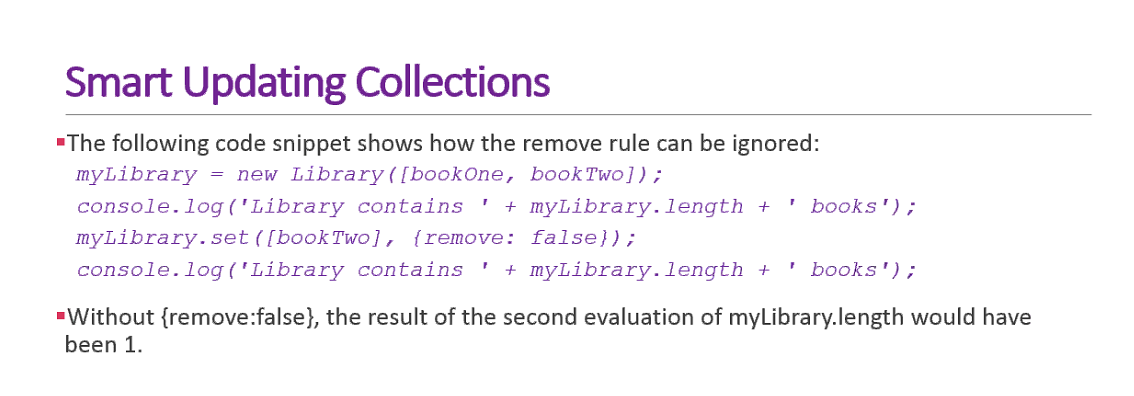 Smart Updating Collections
▪The following code snippet shows how the remove rule can be ignored:
myLibrary = new Library([bookOne, bookTwo]);
console.log('Library contains ' + myLibrary.length + ' books');
myLibrary.set([bookTwo], {remove: false});
console.log('Library contains ' + myLibrary.length + ' books');
▪Without {remove:false}, the result of the second evaluation of myLibrary.length would have
been 1.